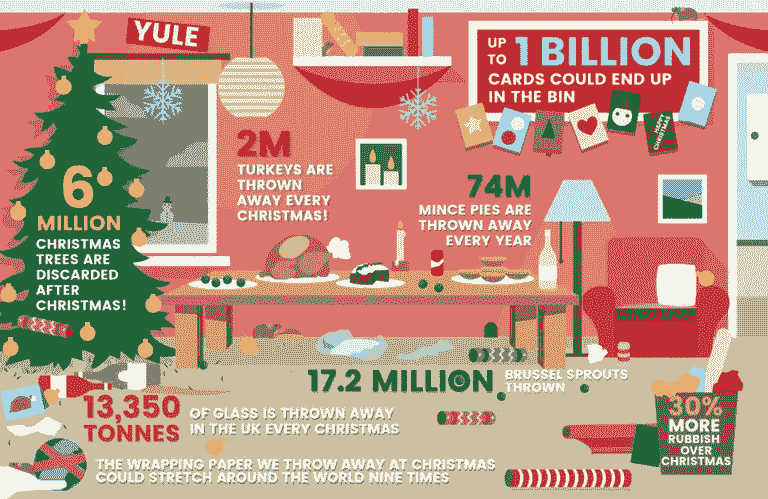 YULE
UP TO 1 BILLION
CARDS COULD END UP
IN THE BIN
HAPPY CHRISTMAS
2M
TURKEYS ARE
THROWN
AWAY EVERY
CHRISTMAS!
74M
MINCE PIES ARE
THROWN AWAY
EVERY YEAR
6
MILLION
CHRISTMAS
TREES ARE
DISCARDED
AFTER
CHRISTMAS!
17.2 MILLION
BRUSSEL SPROUTS
THROWN
13,350
TONNES
OF GLASS IS THROWN AWAY
IN THE UK EVERY CHRISTMAS
30%
MORE
RUBBISH
OVER
CHRISTMAS
THE WRAPPING PAPER WE THROW AWAY AT CHRISTMAS
COULD STRETCH AROUND THE WORLD NINE TIMES